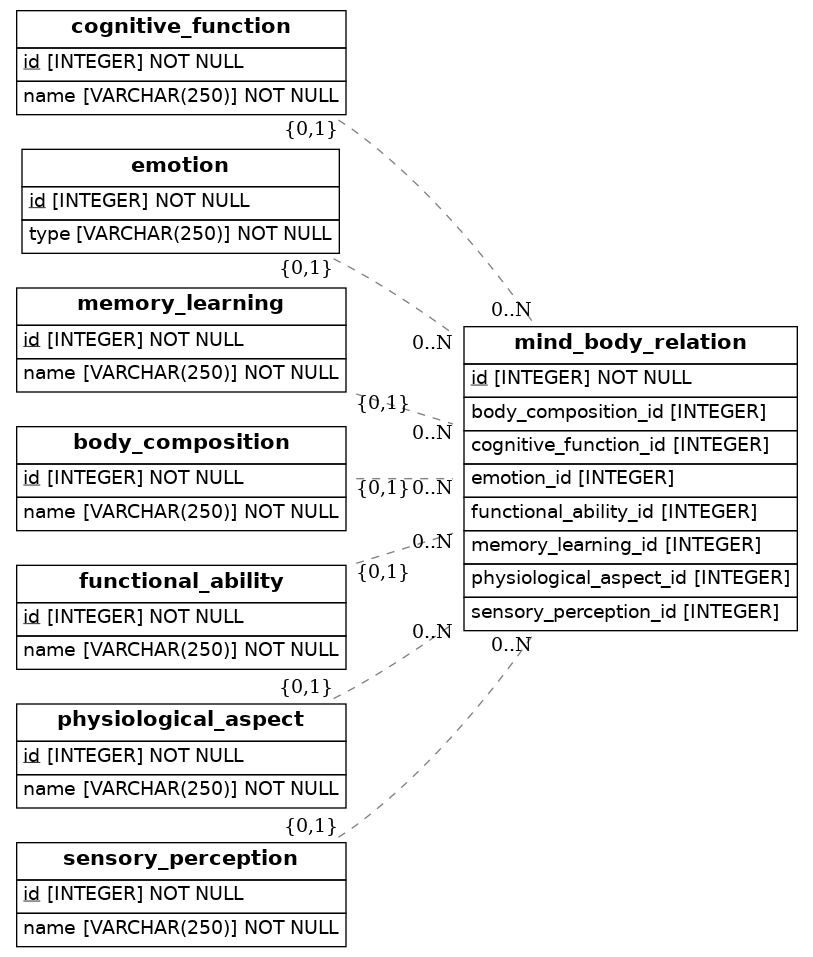 cognitive_function
id [INTEGER] NOT NULL
name [VARCHAR(250)] NOT NULL
{0,1}
emotion
id [INTEGER] NOT NULL
type [VARCHAR(250)] NOT NULL
{0,1}
memory_learning
id [INTEGER] NOT NULL
name [VARCHAR(250)] NOT NULL
{0,1}
body_composition
id [INTEGER] NOT NULL
name [VARCHAR(250)] NOT NULL
{0,1}
functional_ability
id [INTEGER] NOT NULL
name [VARCHAR(250)] NOT NULL
{0,1}
physiological_aspect
id [INTEGER] NOT NULL
name [VARCHAR(250)] NOT NULL
{0,1}
sensory_perception
id [INTEGER] NOT NULL
name [VARCHAR(250)] NOT NULL
{0,1}
0..N
0..N
0..N
0..N
0..N
0..N
0..N
mind_body_relation
id [INTEGER] NOT NULL
body_composition_id [INTEGER]
cognitive_function_id [INTEGER]
emotion_id [INTEGER]
functional_ability_id [INTEGER]
memory_learning_id [INTEGER]
physiological_aspect_id [INTEGER]
sensory_perception_id [INTEGER]